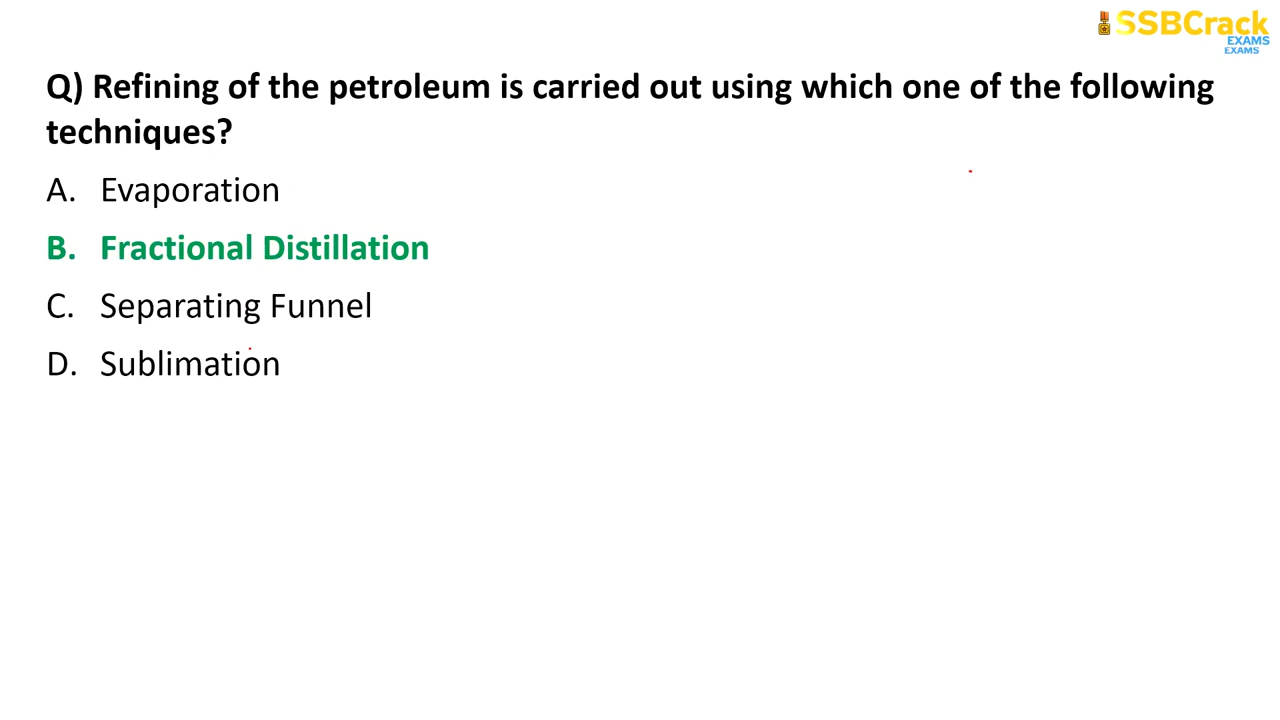 SSBCrack
EXAMS
EXAMS
Q) Refining of the petroleum is carried out using which one of the following
techniques?
A. Evaporation
B. Fractional Distillation
C. Separating Funnel
D. Sublimation